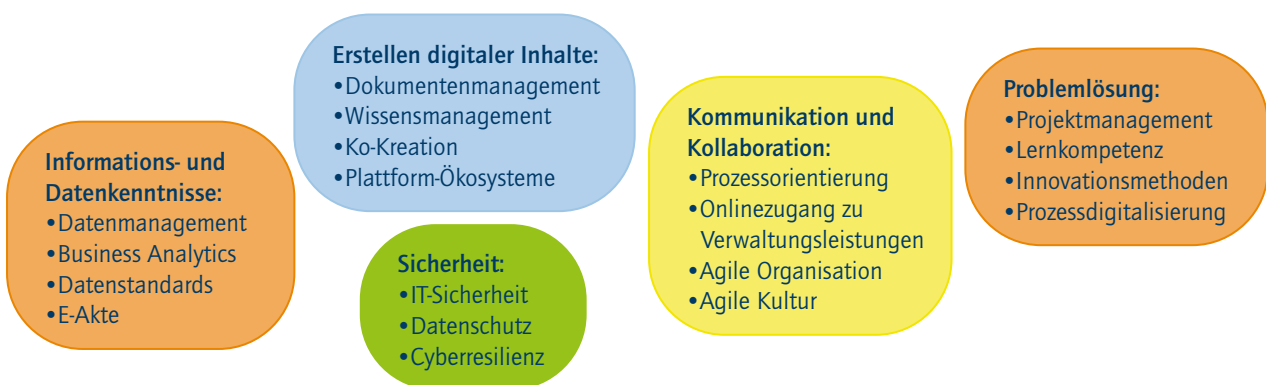 Informations- und
Datenkenntnisse:
•Datenmanagement
•Business Analytics
•Datenstandards
•E-Akte
Erstellen digitaler Inhalte:
•Dokumentenmanagement
•Wissensmanagement
•Ko-Kreation
•Plattform-Ökosysteme
Sicherheit:
•IT-Sicherheit
•Datenschutz
•Cyberresilienz
Kommunikation und
Kollaboration:
•Prozessorientierung
•Onlinezugang zu
Verwaltungsleistungen
•Agile Organisation
•Agile Kultur
Problemlösung:
•Projektmanagement
•Lernkompetenz
•Innovationsmethoden
•Prozessdigitalisierung